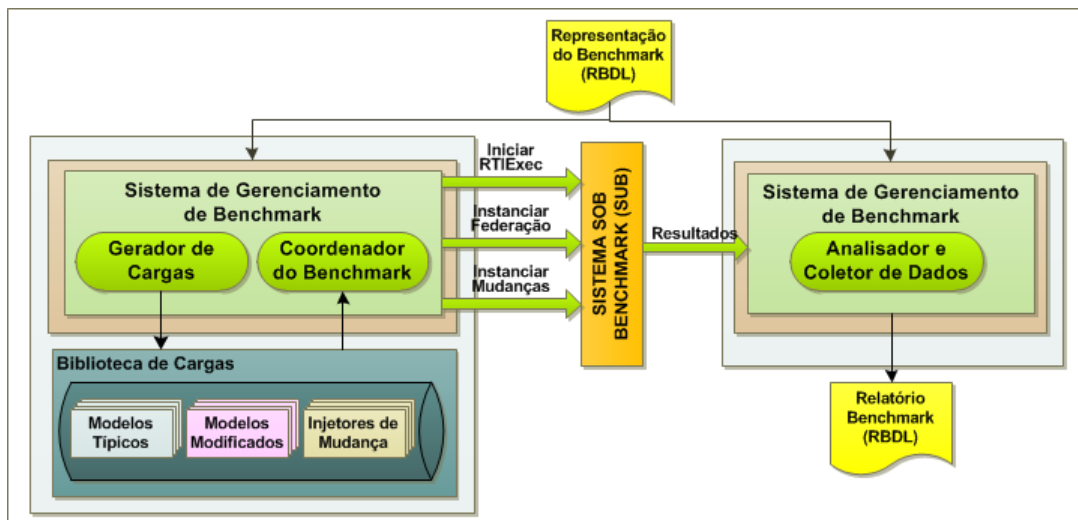 Representação
do Benchmark
(RBDL)
Sistema de Gerenciamento
de Benchmark
Gerador de
Cargas
Coordenador
do Benchmark
Iniciar
RTIExec
Instanciar
Federação
Instanciar
Mudanças
SISTEMA SOB
BENCHMARK (SUB)
Resultados
Sistema de Gerenciamento
de Benchmark
Analisador e
Coletor de Dados
Biblioteca de Cargas
Modelos
Típicos
Modelos
Modificados
Injetores de
Mudança
Relatório
Benchmark
(RBDL)